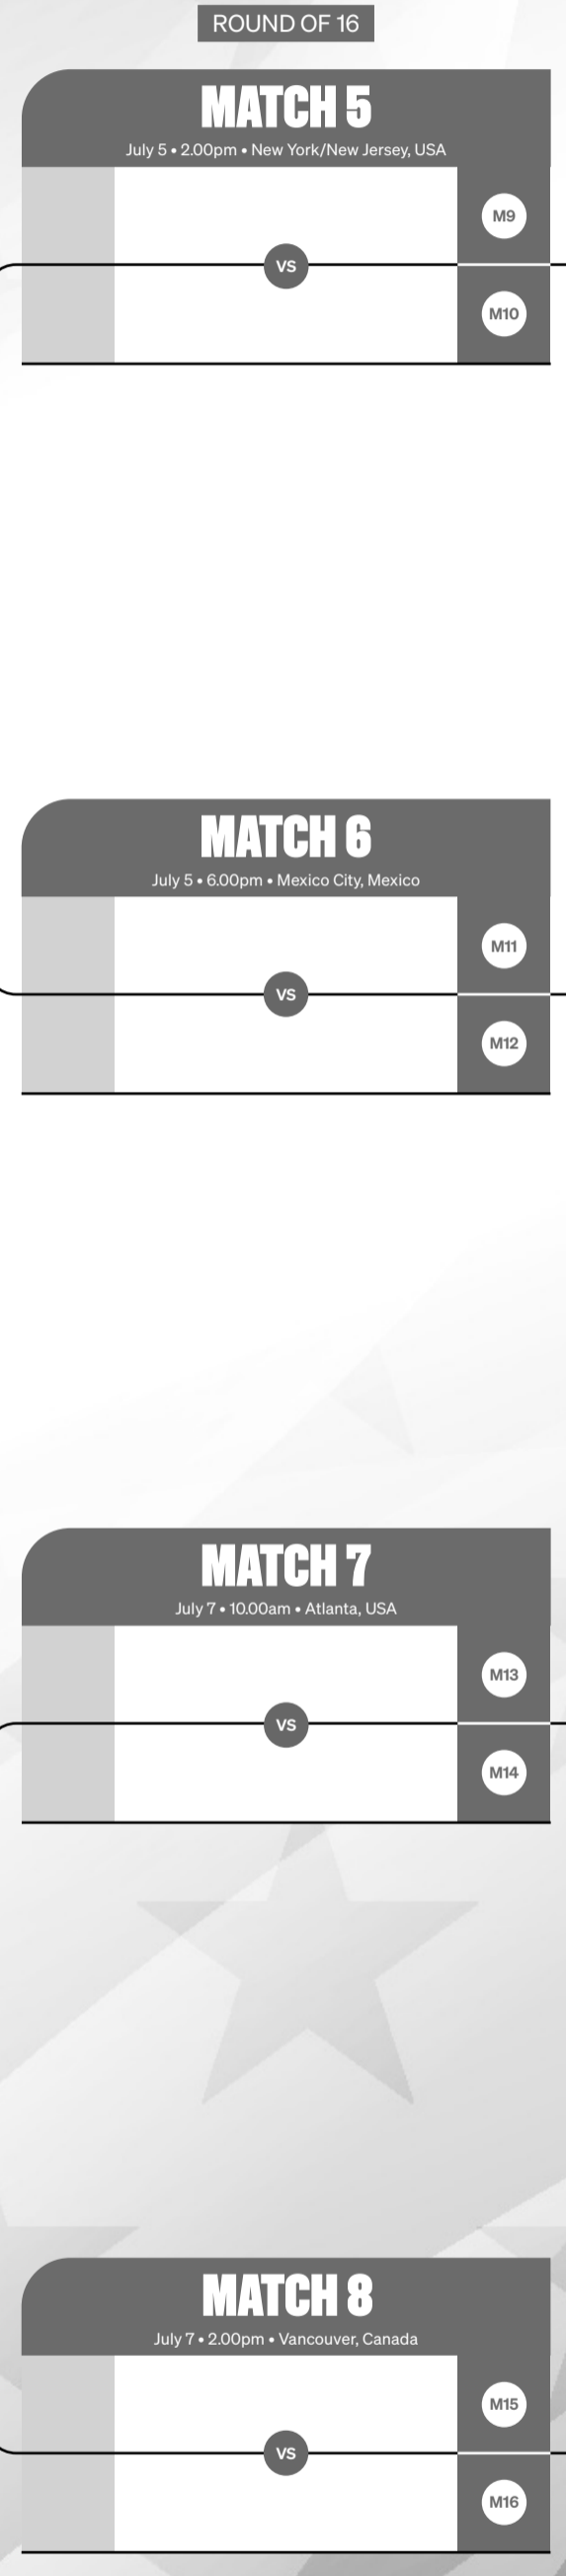 ROUND OF 16
MATCH 5
July 5 • 2.00pm • New York/New Jersey, USA
M9
VS
M10
MATCH 6
July 5 • 6.00pm • Mexico City, Mexico
M11
VS
M12
MATCH 7
July 7 • 10.00am • Atlanta, USA
M13
VS
M14
MATCH 8
July 7 • 2.00pm • Vancouver, Canada
M15
VS
M16